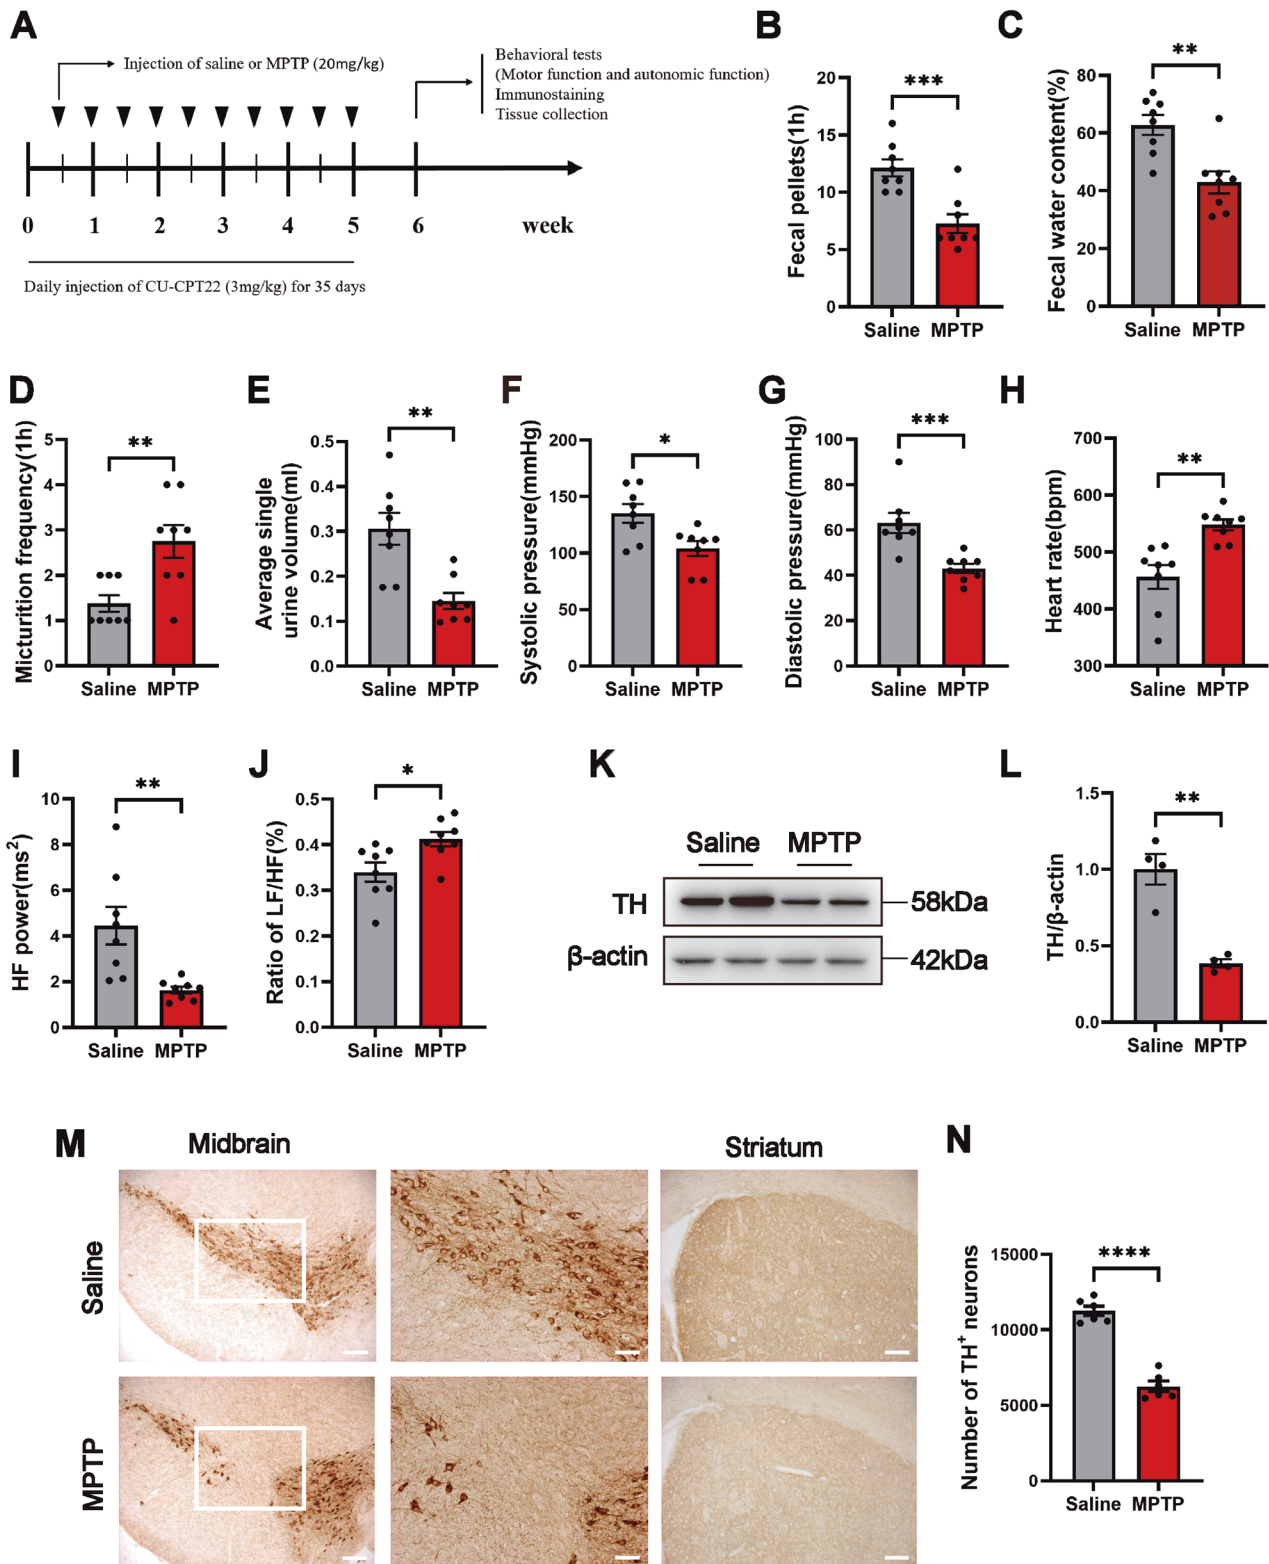 A
Injection of saline or MPTP (20mg/kg)
Behavioral tests
(Motor function and autonomic function)
Immunostaining
Tissue collection
0 1 2 3 4 5 6 week
Daily injection of CU-CPT22 (3mg/kg) for 35 days
B
Fecal pellets(1h)
20
15
10
5
0
***
Saline MPTP
C
Fecal water content(%)
80
60
40
20
0
**
Saline MPTP
D
Micturition frequency(1h)
5
4
3
2
1
0
**
Saline MPTP
E
Average single
urine volume(ml)
0.5
0.4
0.3
0.2
0.1
0.0
**
Saline MPTP
F
Systolic pressure(mmHg)
200
150
100
50
0
*
Saline MPTP
G
Diastolic pressure(mmHg)
100
80
60
40
20
0
***
Saline MPTP
H
Heart rate(bpm)
700
600
500
400
300
**
Saline MPTP
I
HF power(ms²)
10
8
6
4
2
0
**
Saline MPTP
J
Ratio of LF/HF(%)
0.5
0.4
0.3
0.2
0.1
0.0
*
Saline MPTP
K
Saline MPTP
TH 58kDa
β-actin 42kDa
L
TH/β-actin
1.5
1.0
0.5
0.0
**
Saline MPTP
M
Midbrain Striatum
Saline
MPTP
N
Number of TH⁺ neurons
15000
10000
5000
0
****
Saline MPTP